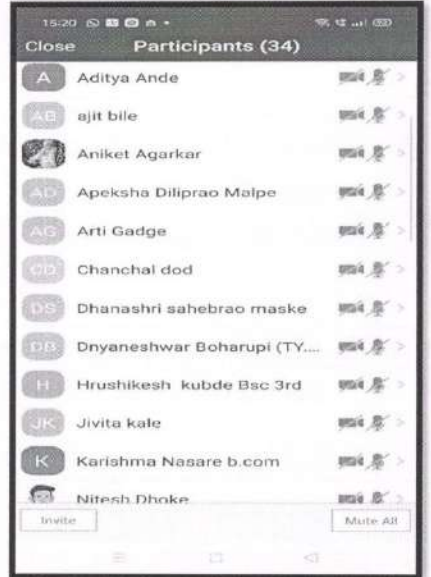 15:20
Close Participants (34)
A Aditya Ande
AB ajit bile
Aniket Agarkar
AD Apeksha Diliprao Malpe
AG Arti Gadge
CD Chanchal dod
DS Dhanashri sahebrao maske
DB Dnyaneshwar Boharupi (TY....
H Hrushikesh kubde Bsc 3rd
JK Jivita kale
K Karishma Nasare b.com
Nitesh Dhoke
Invite Mute All